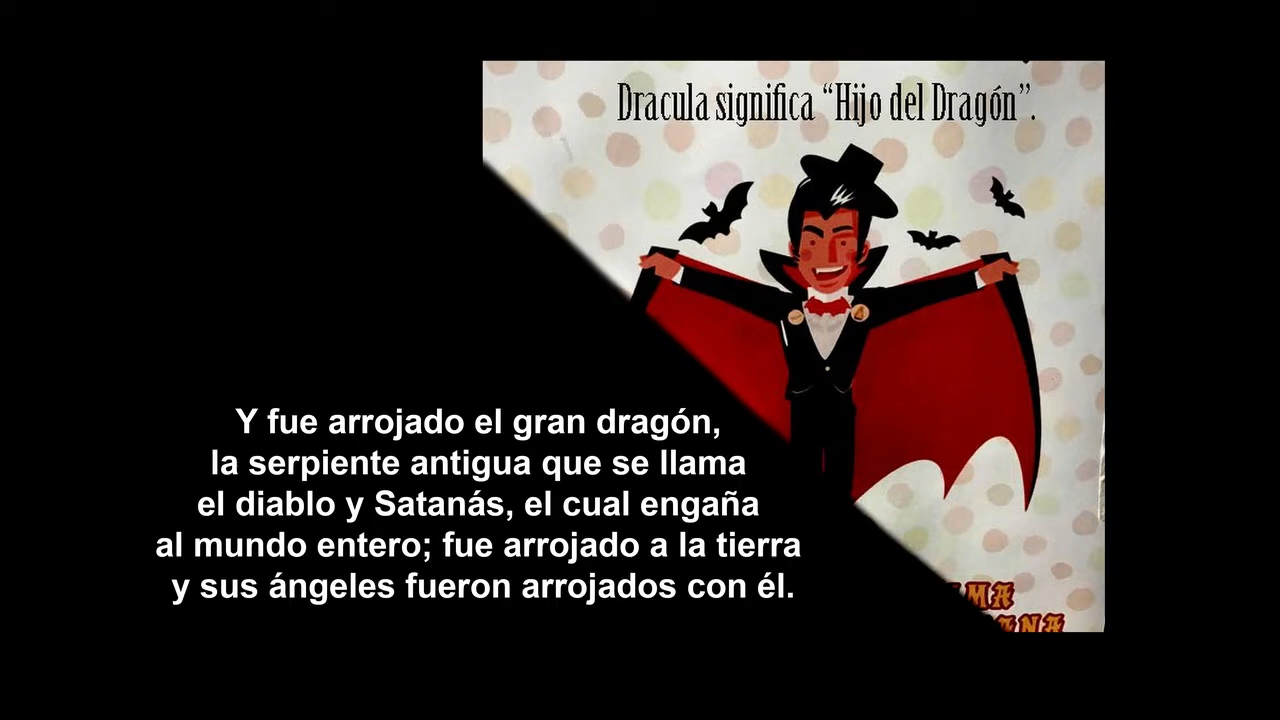 Dracula significa “Hijo del Dragón”.
Y fue arrojado el gran dragón,
la serpiente antigua que se llama
el diablo y Satanás, el cual engaña
al mundo entero; fue arrojado a la tierra
y sus ángeles fueron arrojados con él.